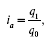 i_a = q_1 / q_0 ,